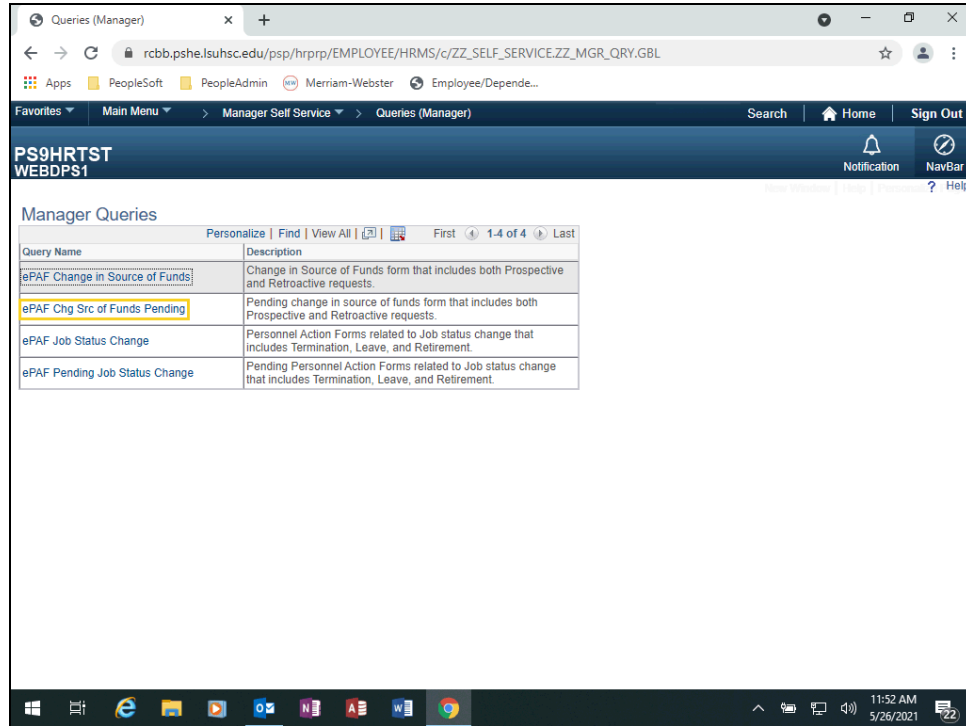 Queries (Manager)
rcbb.pshe.lsuhsc.edu/psp/hrprp/EMPLOYEE/HRMS/c/ZZ_SELF_SERVICE.ZZ_MGR_QRY.GBL
Apps PeopleSoft PeopleAdmin MW Merriam-Webster Employee/Depende...
Favorites Main Menu > Manager Self Service > Queries (Manager) Search Home Sign Out
PS9HRTST
WEBDPS1
Notification NavBar
New Window | Help | ? Help
Manager Queries
Personalize | Find | View All | | First 1-4 of 4 Last
Query Name Description
ePAF Change in Source of Funds Change in Source of Funds form that includes both Prospective
and Retroactive requests.
ePAF Chg Src of Funds Pending Pending change in source of funds form that includes both
Prospective and Retroactive requests.
ePAF Job Status Change Personnel Action Forms related to Job status change that
includes Termination, Leave, and Retirement.
ePAF Pending Job Status Change Pending Personnel Action Forms related to Job status change
that includes Termination, Leave, and Retirement.
11:52 AM
5/26/2021
22